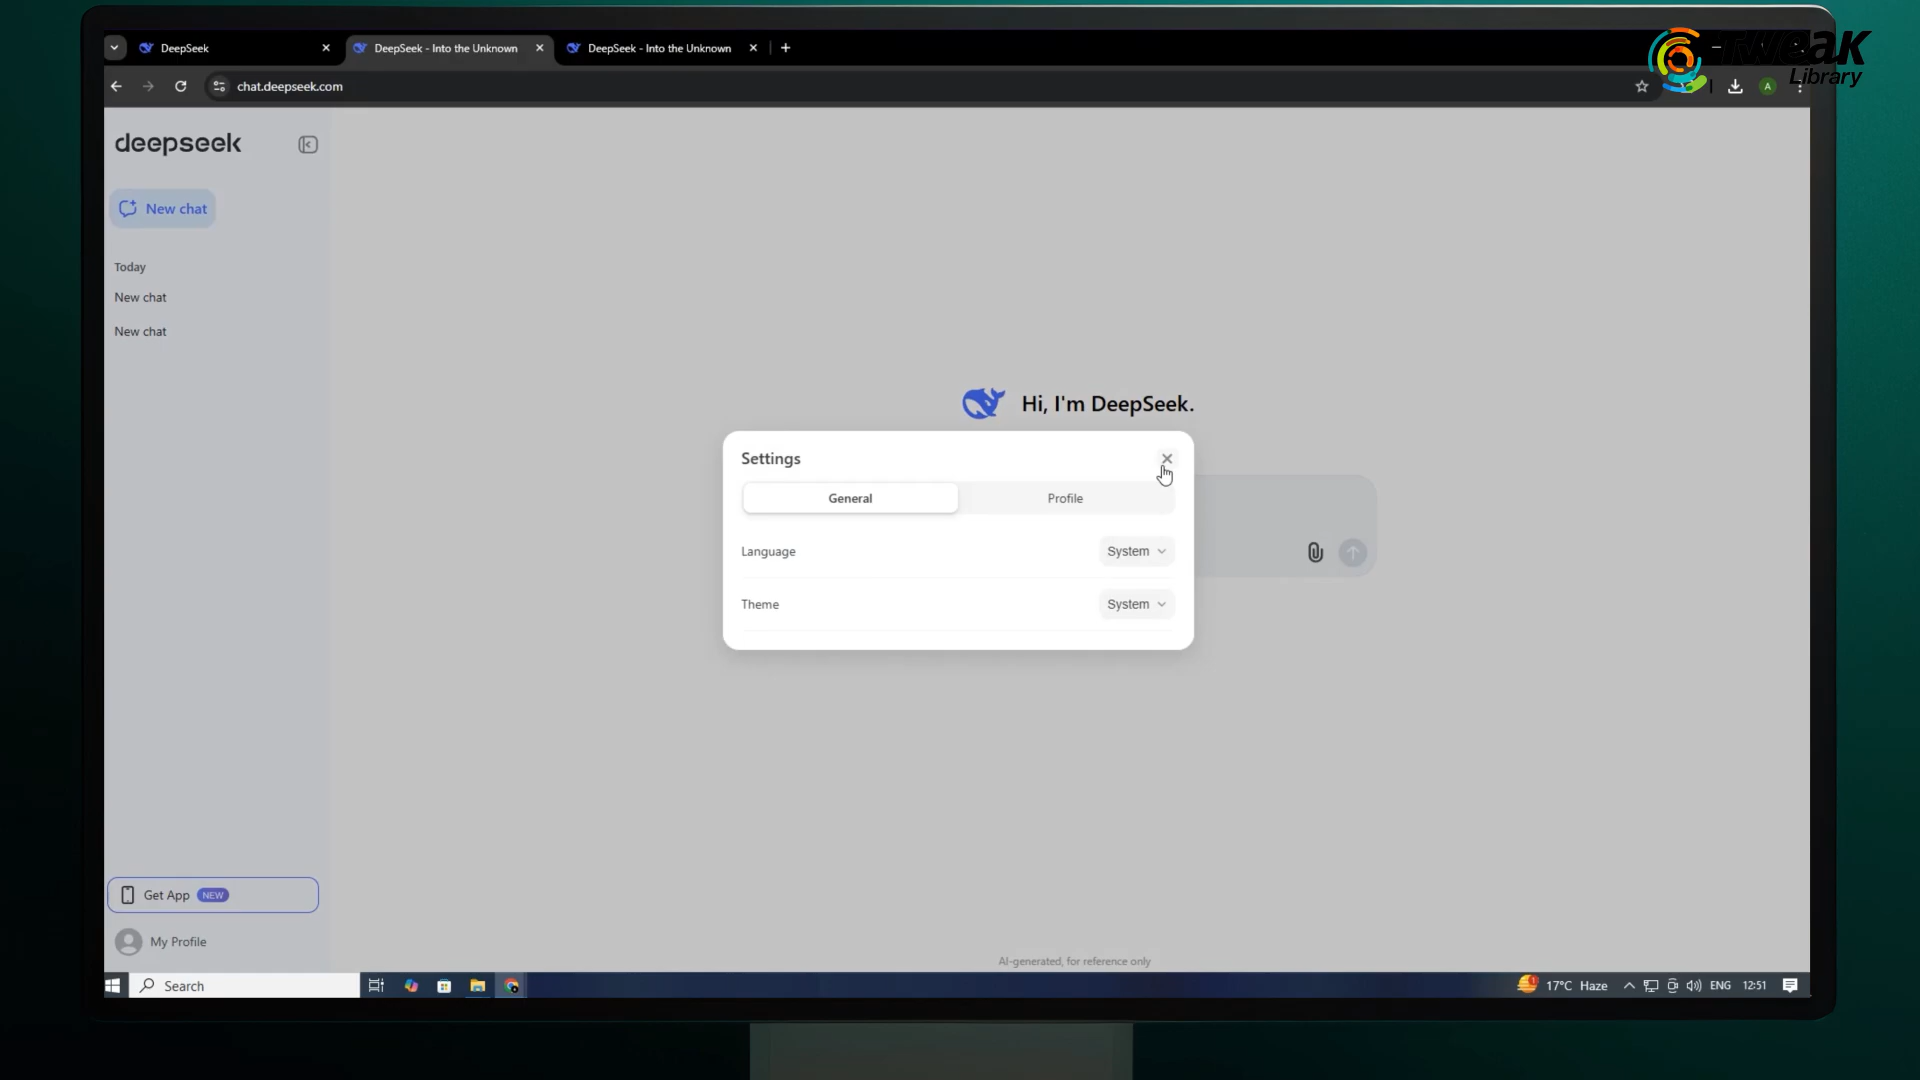 DeepSeek
DeepSeek - Into the Unknown
DeepSeek - Into the Unknown
TWEAK
Library
chat.deepseek.com
A
deepseek
New chat
Today
New chat
New chat
Hi, I'm DeepSeek.
Settings
General
Profile
Language
System
Theme
System
Get App
NEW
My Profile
AI-generated, for reference only
Search
1
17°C Haze
ENG
12:51